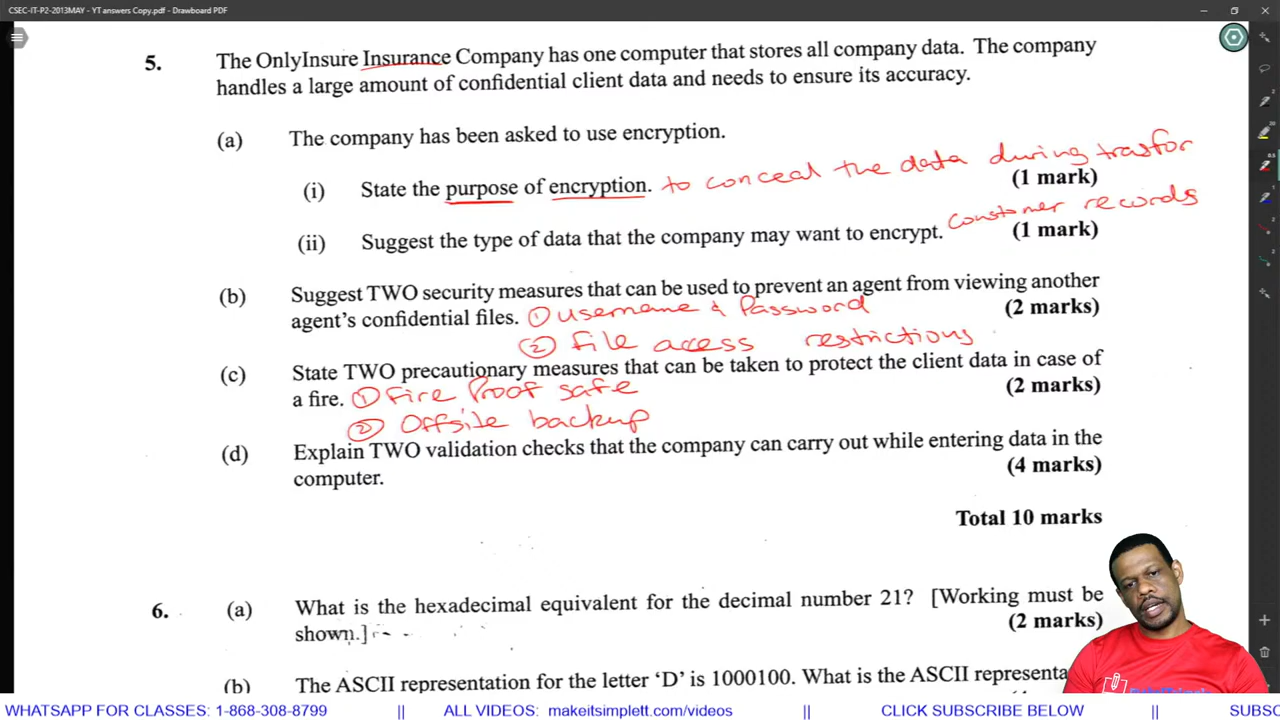 CSEC-IT-P2-2013MAY - YT answers Copy.pdf - Drawboard PDF
5. The OnlyInsure Insurance Company has one computer that stores all company data. The company
handles a large amount of confidential client data and needs to ensure its accuracy.
(a) The company has been asked to use encryption.
(i) State the purpose of encryption. to conceal the data during trasfor
(1 mark)
(ii) Suggest the type of data that the company may want to encrypt. constomer records
(1 mark)
(b) Suggest TWO security measures that can be used to prevent an agent from viewing another
agent's confidential files. ① username & Password (2 marks)
② File access restrictions
(c) State TWO precautionary measures that can be taken to protect the client data in case of
a fire. ① Fire Proof safe (2 marks)
② Offsite backup
(d) Explain TWO validation checks that the company can carry out while entering data in the
computer. (4 marks)
Total 10 marks
6. (a) What is the hexadecimal equivalent for the decimal number 21? [Working must be
shown.] (2 marks)
(b) The ASCII representation for the letter 'D' is 1000100. What is the ASCII representa
WHATSAPP FOR CLASSES: 1-868-308-8799 || ALL VIDEOS: makeitsimplett.com/videos || CLICK SUBSCRIBE BELOW || SUBSC